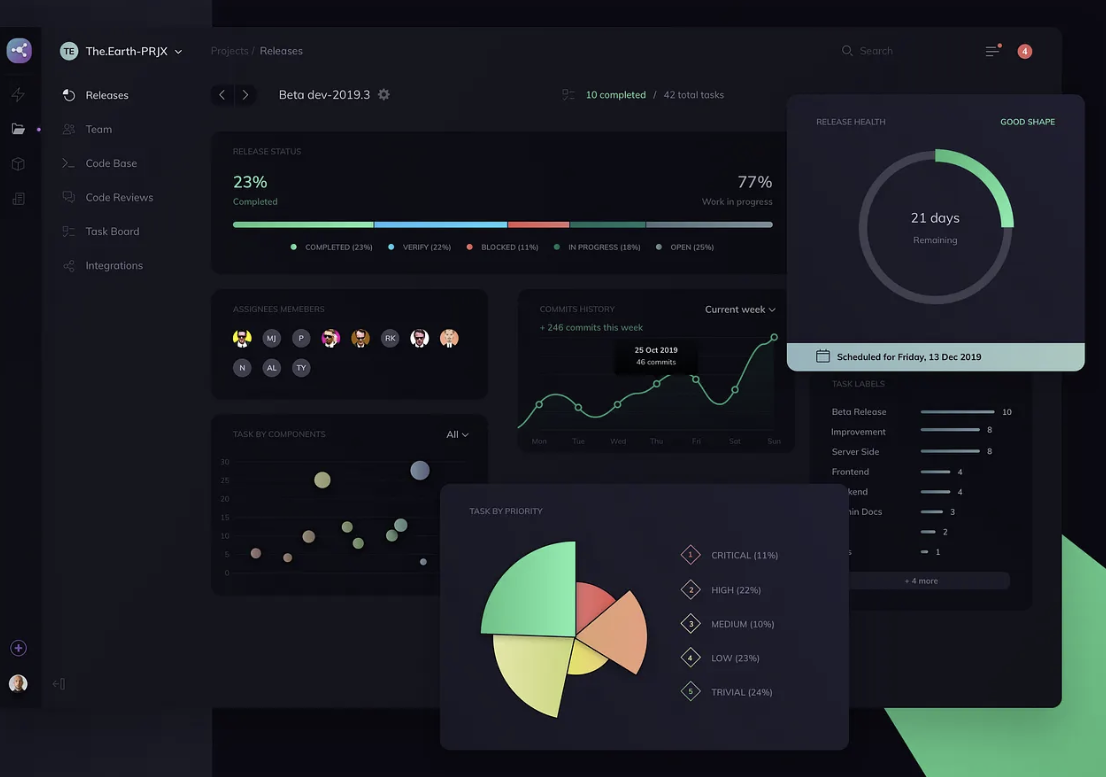 TE The.Earth-PRJX
Projects / Releases
Search
4
Releases
Team
Code Base
Code Reviews
Task Board
Integrations
Beta dev-2019.3
10 completed / 42 total tasks
RELEASE STATUS
23%
Completed
77%
Work in progress
COMPLETED (23%)
VERIFY (22%)
BLOCKED (11%)
IN PROGRESS (18%)
OPEN (25%)
RELEASE HEALTH
GOOD SHAPE
21 days
Remaining
Scheduled for Friday, 13 Dec 2019
ASSIGNEES MEMEBERS
MJ P RK
N AL TY
COMMITS HISTORY
Current week
+ 246 commits this week
25 Oct 2019
46 commits
Mon Tue Wed Thu Fri Sat Sun
TASK LABELS
Beta Release 10
Improvement 8
Server Side 8
Frontend 4
kend 4
min Docs 3
2
s 1
+ 4 more
TASK BY COMPONENTS
All
30
25
20
15
10
5
0
TASK BY PRIORITY
1 CRITICAL (11%)
2 HIGH (22%)
3 MEDIUM (10%)
4 LOW (23%)
5 TRIVIAL (24%)